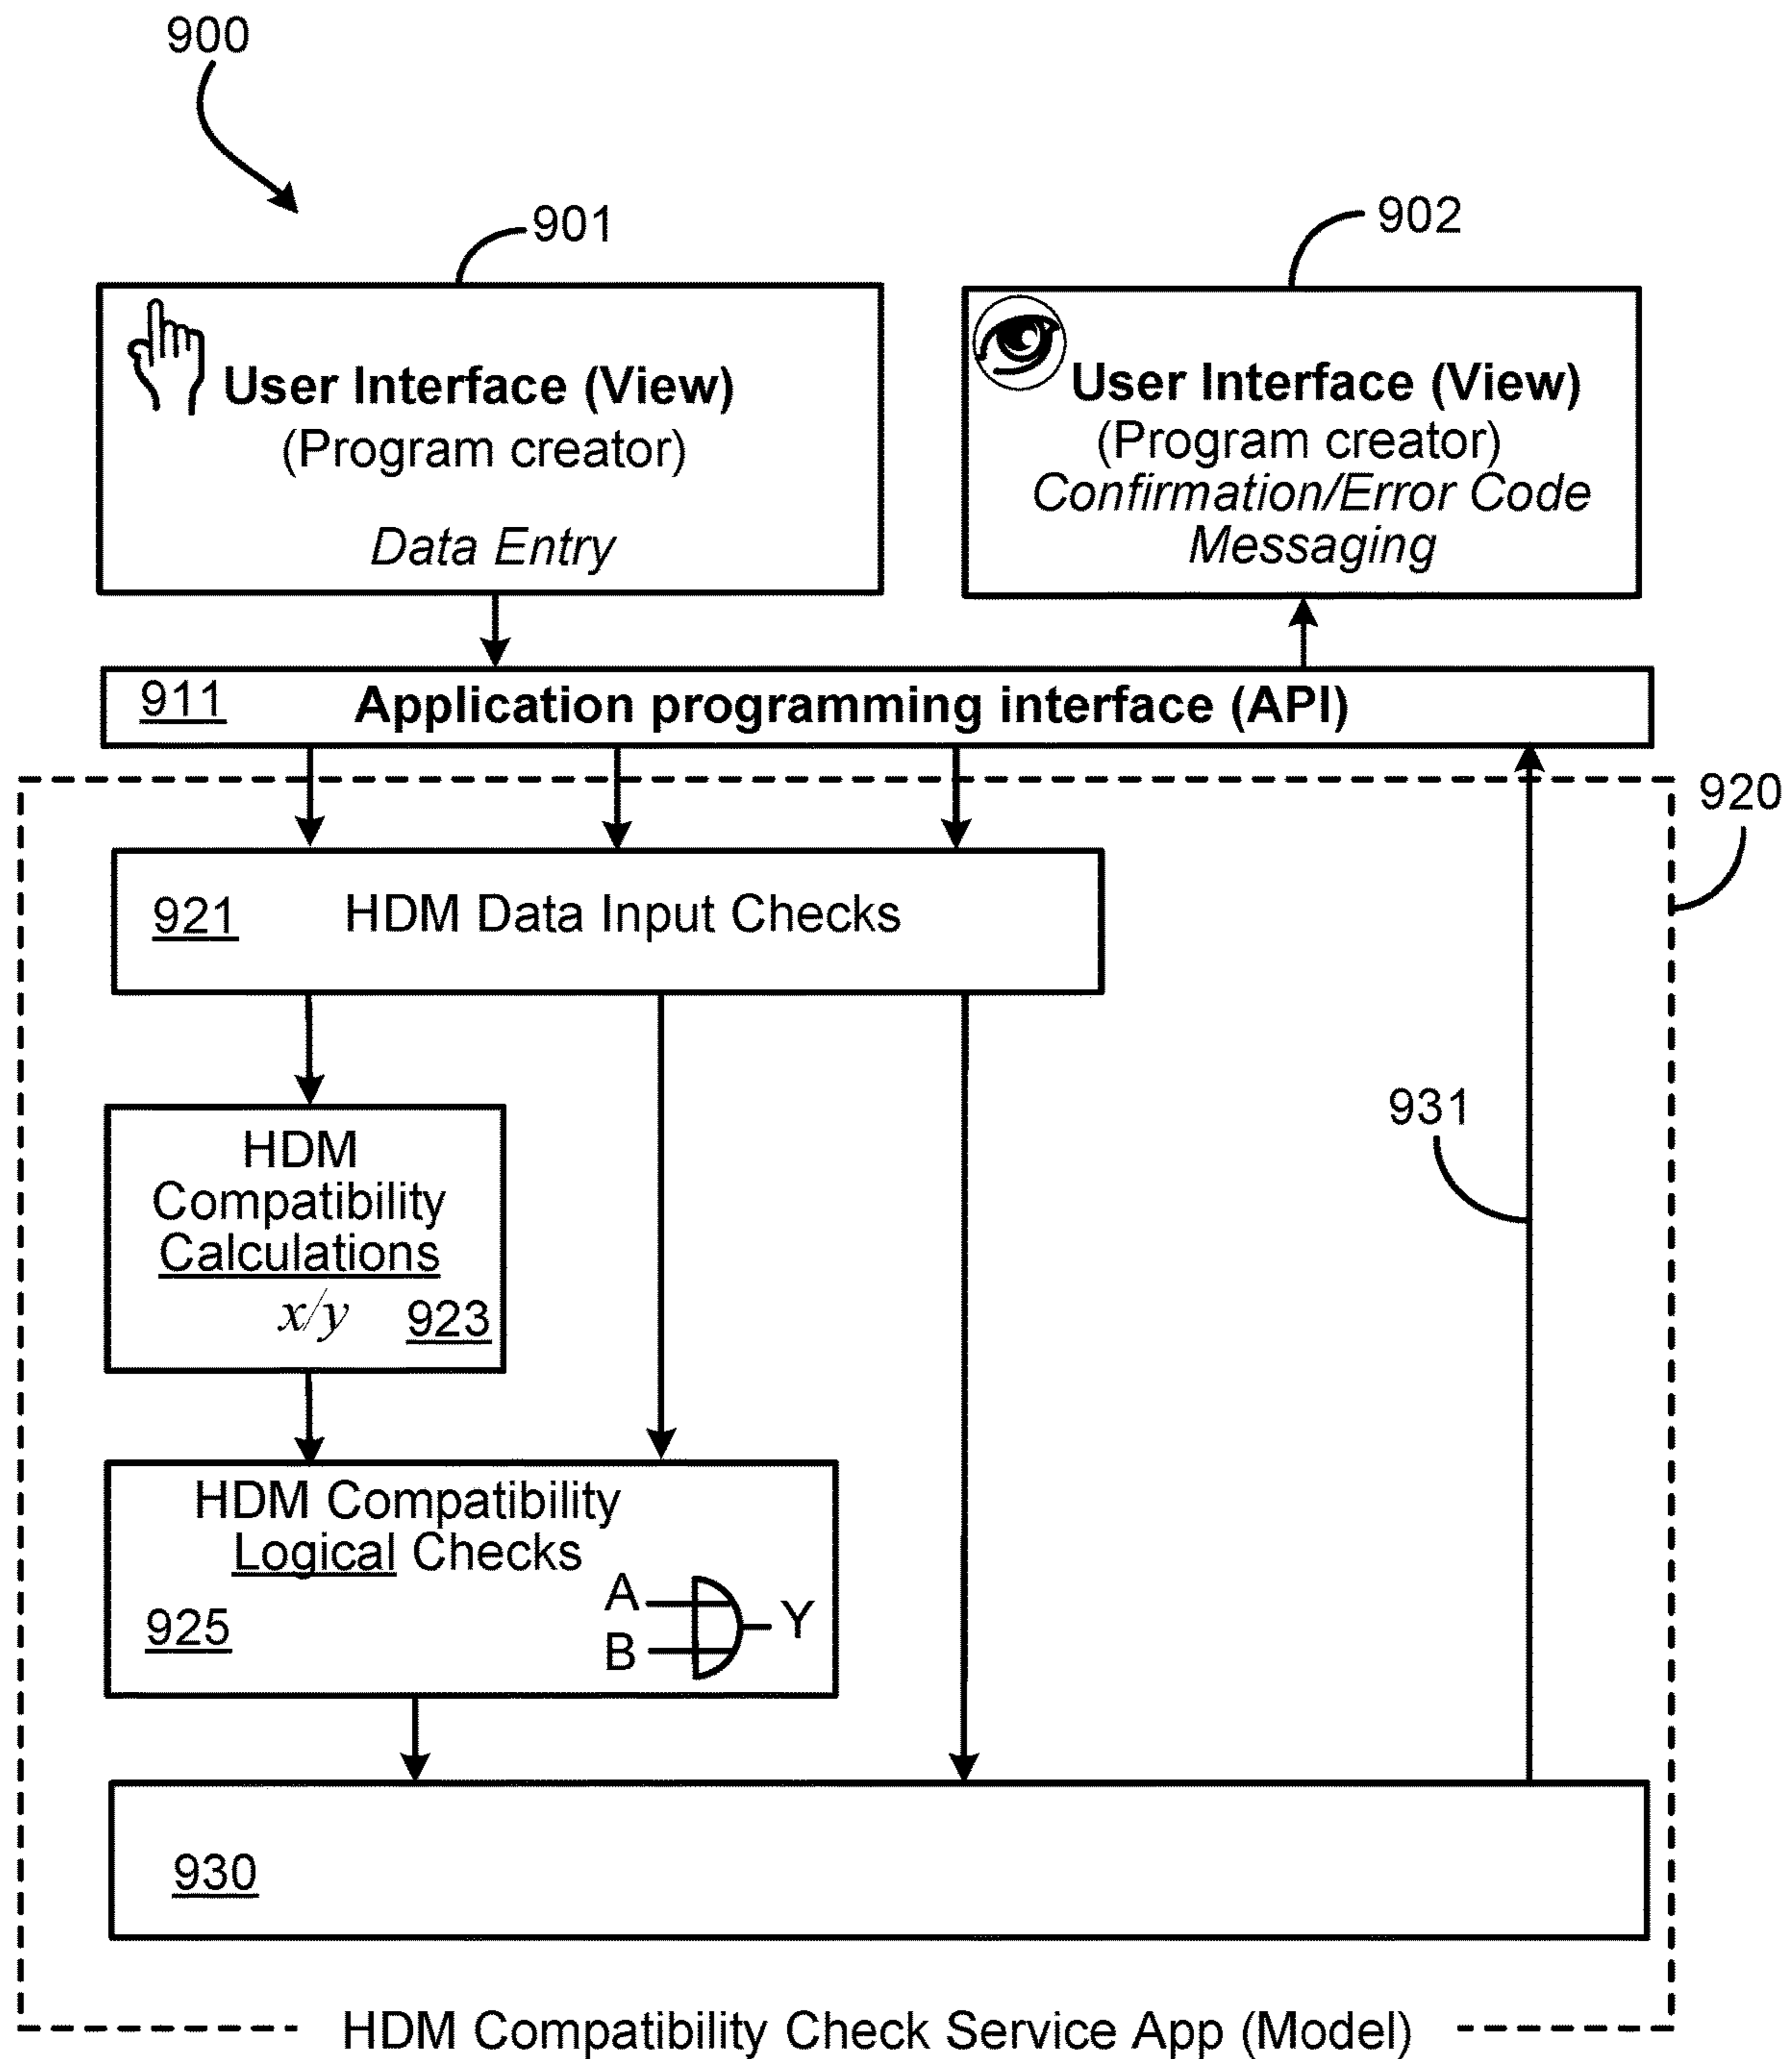 900
901
902
User Interface (View)
(Program creator)
Data Entry
User Interface (View)
(Program creator)
Confirmation/Error Code
Messaging
911 Application programming interface (API)
920
921 HDM Data Input Checks
931
HDM
Compatibility
Calculations
x/y 923
HDM Compatibility
Logical Checks
A
Y
B
925
930
HDM Compatibility Check Service App (Model)